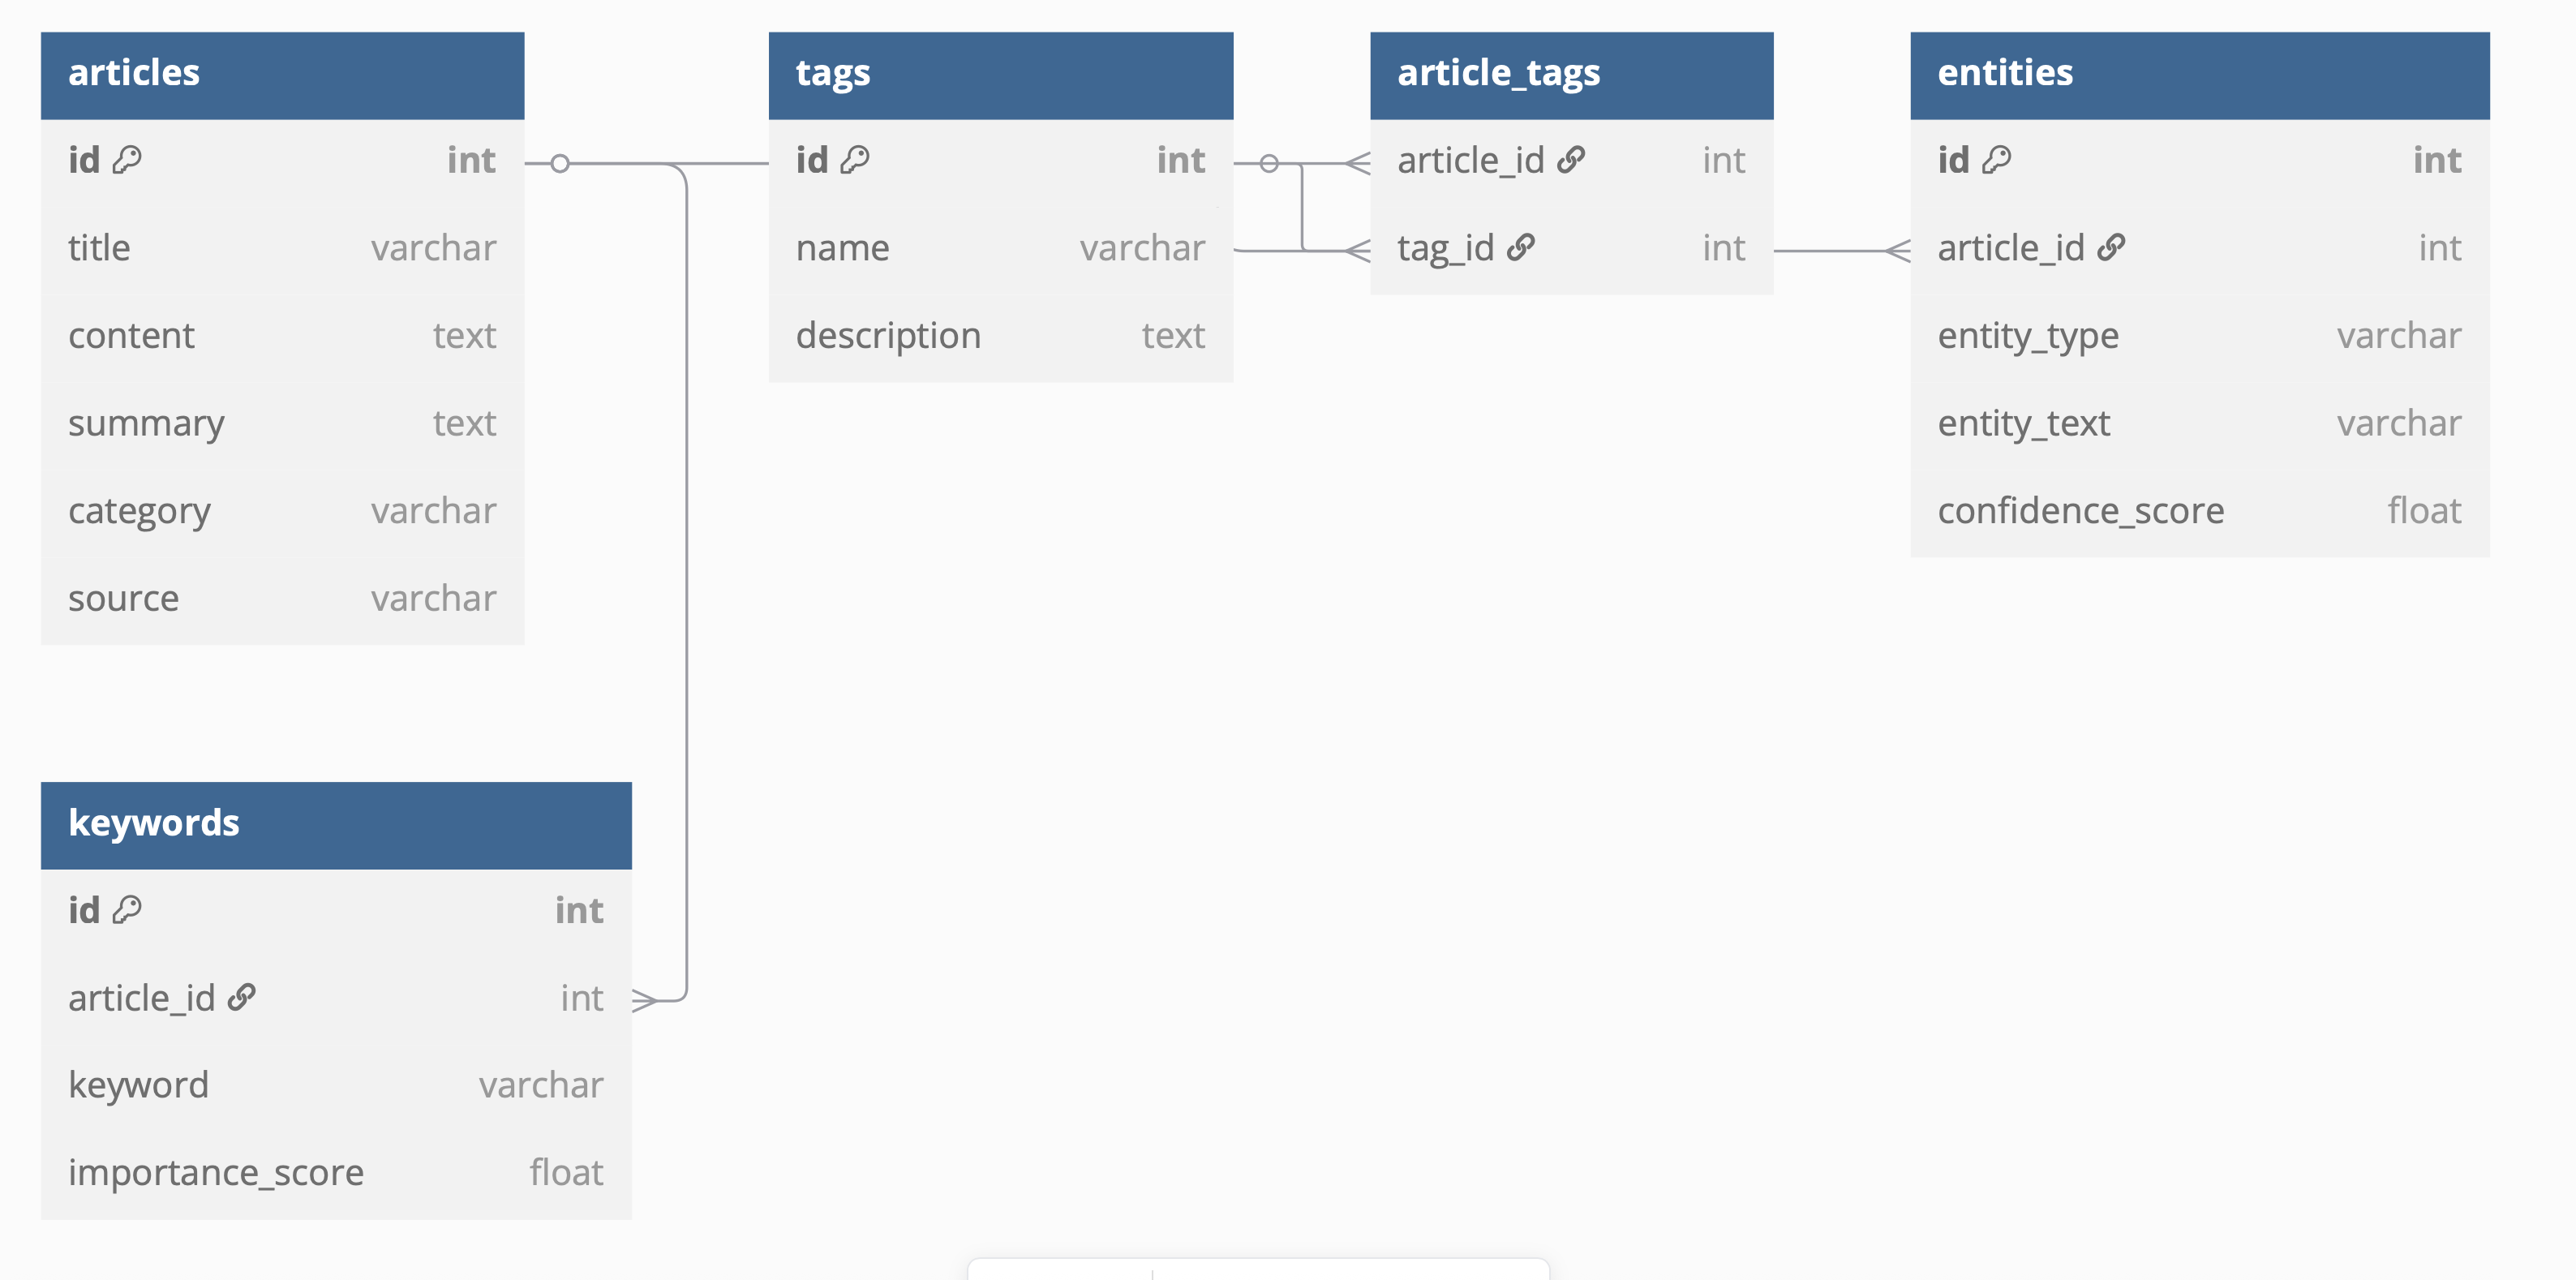 articles
id int
title varchar
content text
summary text
category varchar
source varchar
tags
id int
name varchar
description text
article_tags
article_id int
tag_id int
entities
id int
article_id int
entity_type varchar
entity_text varchar
confidence_score float
keywords
id int
article_id int
keyword varchar
importance_score float